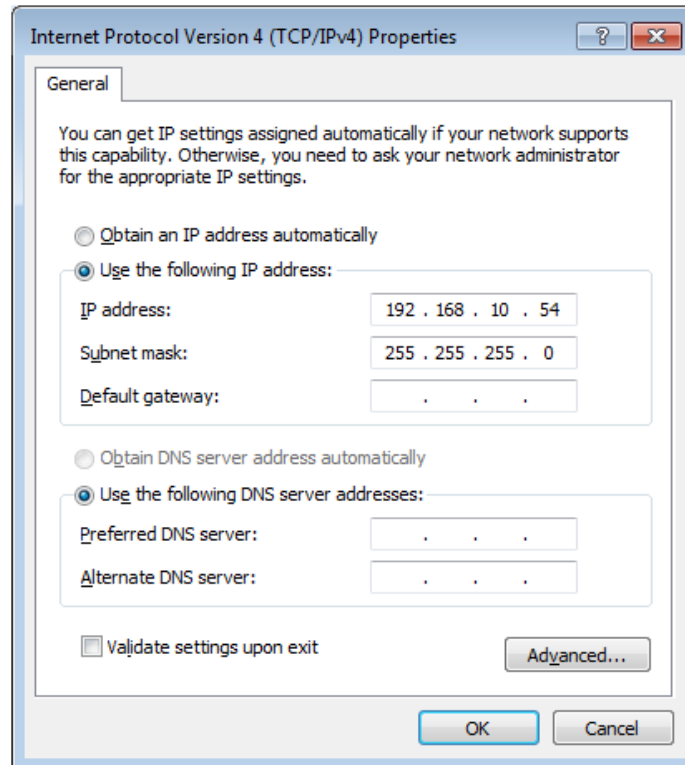 Internet Protocol Version 4 (TCP/IPv4) Properties
?
General
You can get IP settings assigned automatically if your network supports
this capability. Otherwise, you need to ask your network administrator
for the appropriate IP settings.
Obtain an IP address automatically
Use the following IP address:
IP address: 192 . 168 . 10 . 54
Subnet mask: 255 . 255 . 255 . 0
Default gateway: . . .
Obtain DNS server address automatically
Use the following DNS server addresses:
Preferred DNS server: . . .
Alternate DNS server: . . .
Validate settings upon exit
Advanced...
OK Cancel